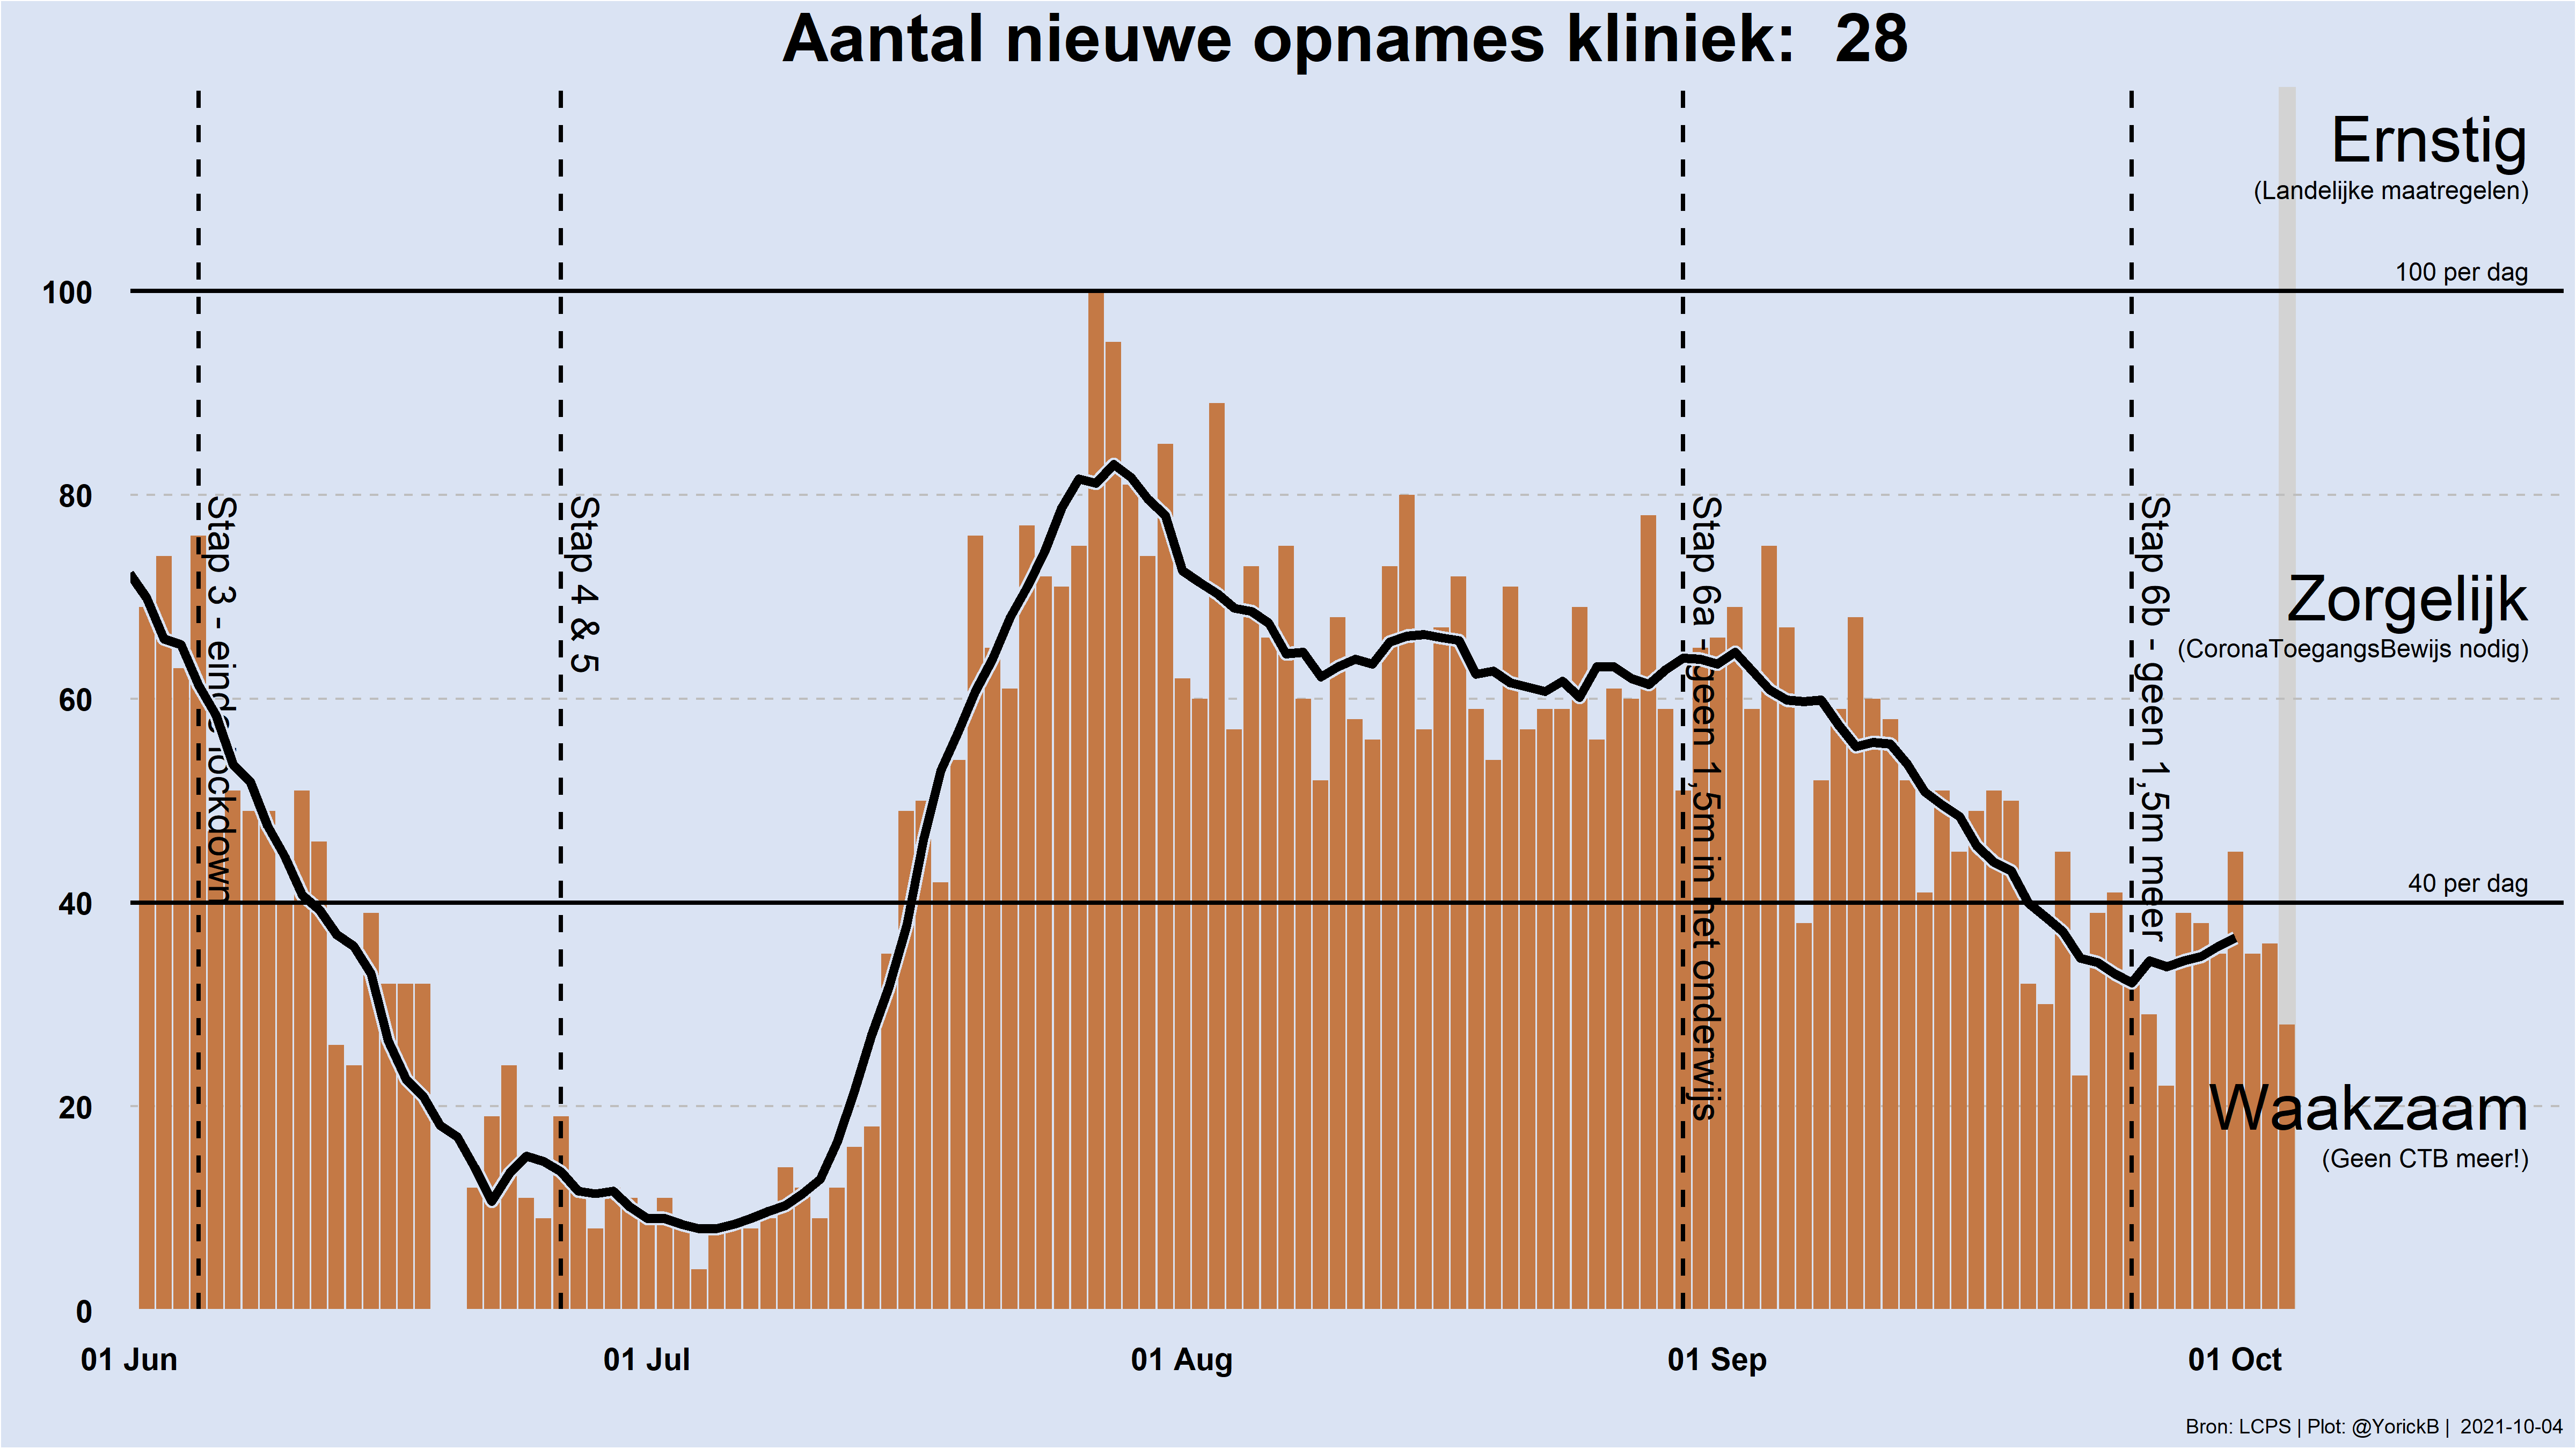 Aantal nieuwe opnames kliniek: 28
Ernstig
(Landelijke maatregelen)
100 per dag
100
80
60
40
20
0
Stap 3 - einde lockdown
Stap 4 & 5
Stap 6a - geen 1,5m in het onderwijs
Stap 6b - geen 1,5m meer
Zorgelijk
(CoronaToegangsBewijs nodig)
40 per dag
Waakzaam
(Geen CTB meer!)
01 Jun
01 Jul
01 Aug
01 Sep
01 Oct
Bron: LCPS | Plot: @YorickB | 2021-10-04